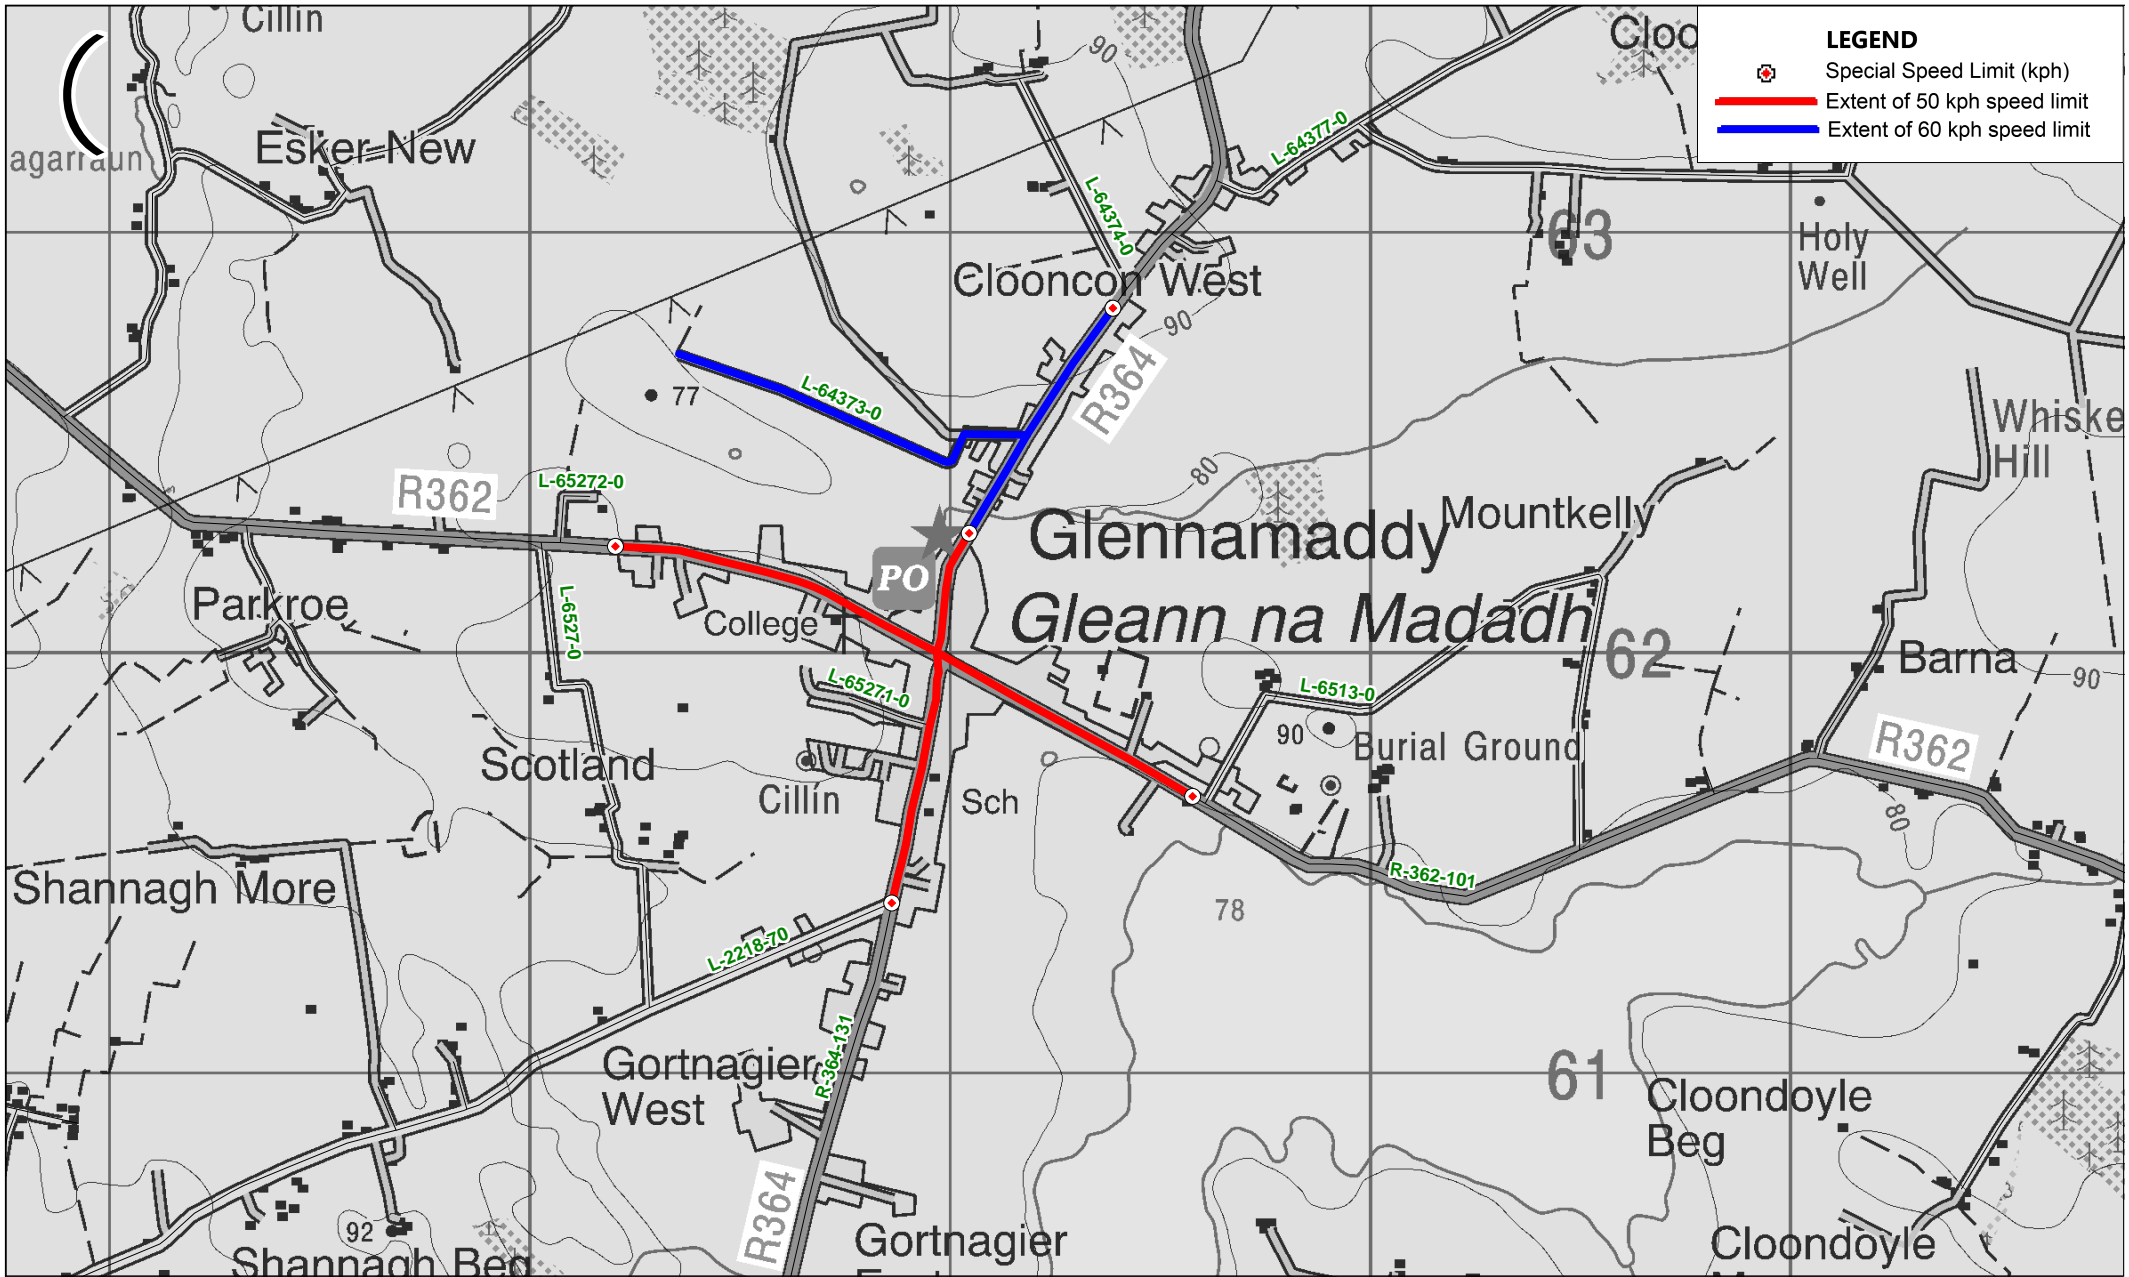 Cillin
90
Cloo
LEGEND
Special Speed Limit (kph)
Extent of 50 kph speed limit
Extent of 60 kph speed limit
agarraun
Esker New
L-64377-0
L-64374-0
63
Holy
Well
Clooncon West
90
R364
77
L-64373-0
Whiske
Hill
R362
L-65272-0
80
Glennamaddy
Mountkelly
PO
Parkroe
College
Gleann na Madadh
L-6527-0
62
Barna
90
L-65271-0
L-6513-0
90
Burial Ground
R362
Scotland
Cillín
Sch
80
Shannagh More
R-362-101
78
L-2218-70
R-364-131
Gortnagier
West
61
Cloondoyle
Beg
R364
92
Shannagh Beg
Gortnagier
Cloondoyle